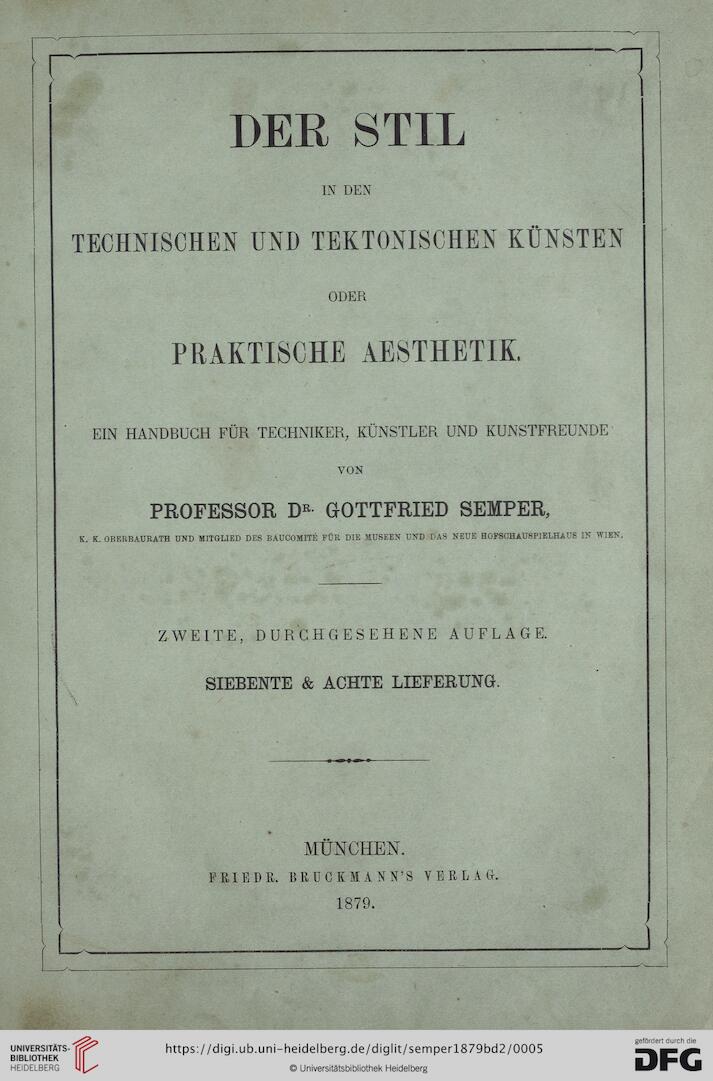 DER STIL
IN DEN
TECHNISCHEN UND TEKTONISCHEN KÜNSTEN
ODER
PRAKTISCHE AESTHETIK.
EIN HANDBUCH FÜR TECHNIKER, KÜNSTLER UND KUNSTFREUNDE
VON
PROFESSOR DR. GOTTFRIED SEMPER,
K. K. OBERBAURATH UND MITGLIED DES BAUCOMITÉ FÜR DIE MUSEEN UND DAS NEUE HOFSCHAUSPIELHAUS IN WIEN.
ZWEITE, DURCHGESEHENE AUFLAGE.
SIEBENTE & ACHTE LIEFERUNG.
MÜNCHEN.
FRIEDR. BRUCKMANN'S VERLAG.
1879.
UNIVERSITÄTS-
BIBLIOTHEK
HEIDELBERG
https://digi.ub.uni-heidelberg.de/diglit/semper1879bd2/0005
© Universitätsbibliothek Heidelberg
gefördert durch die
DFG